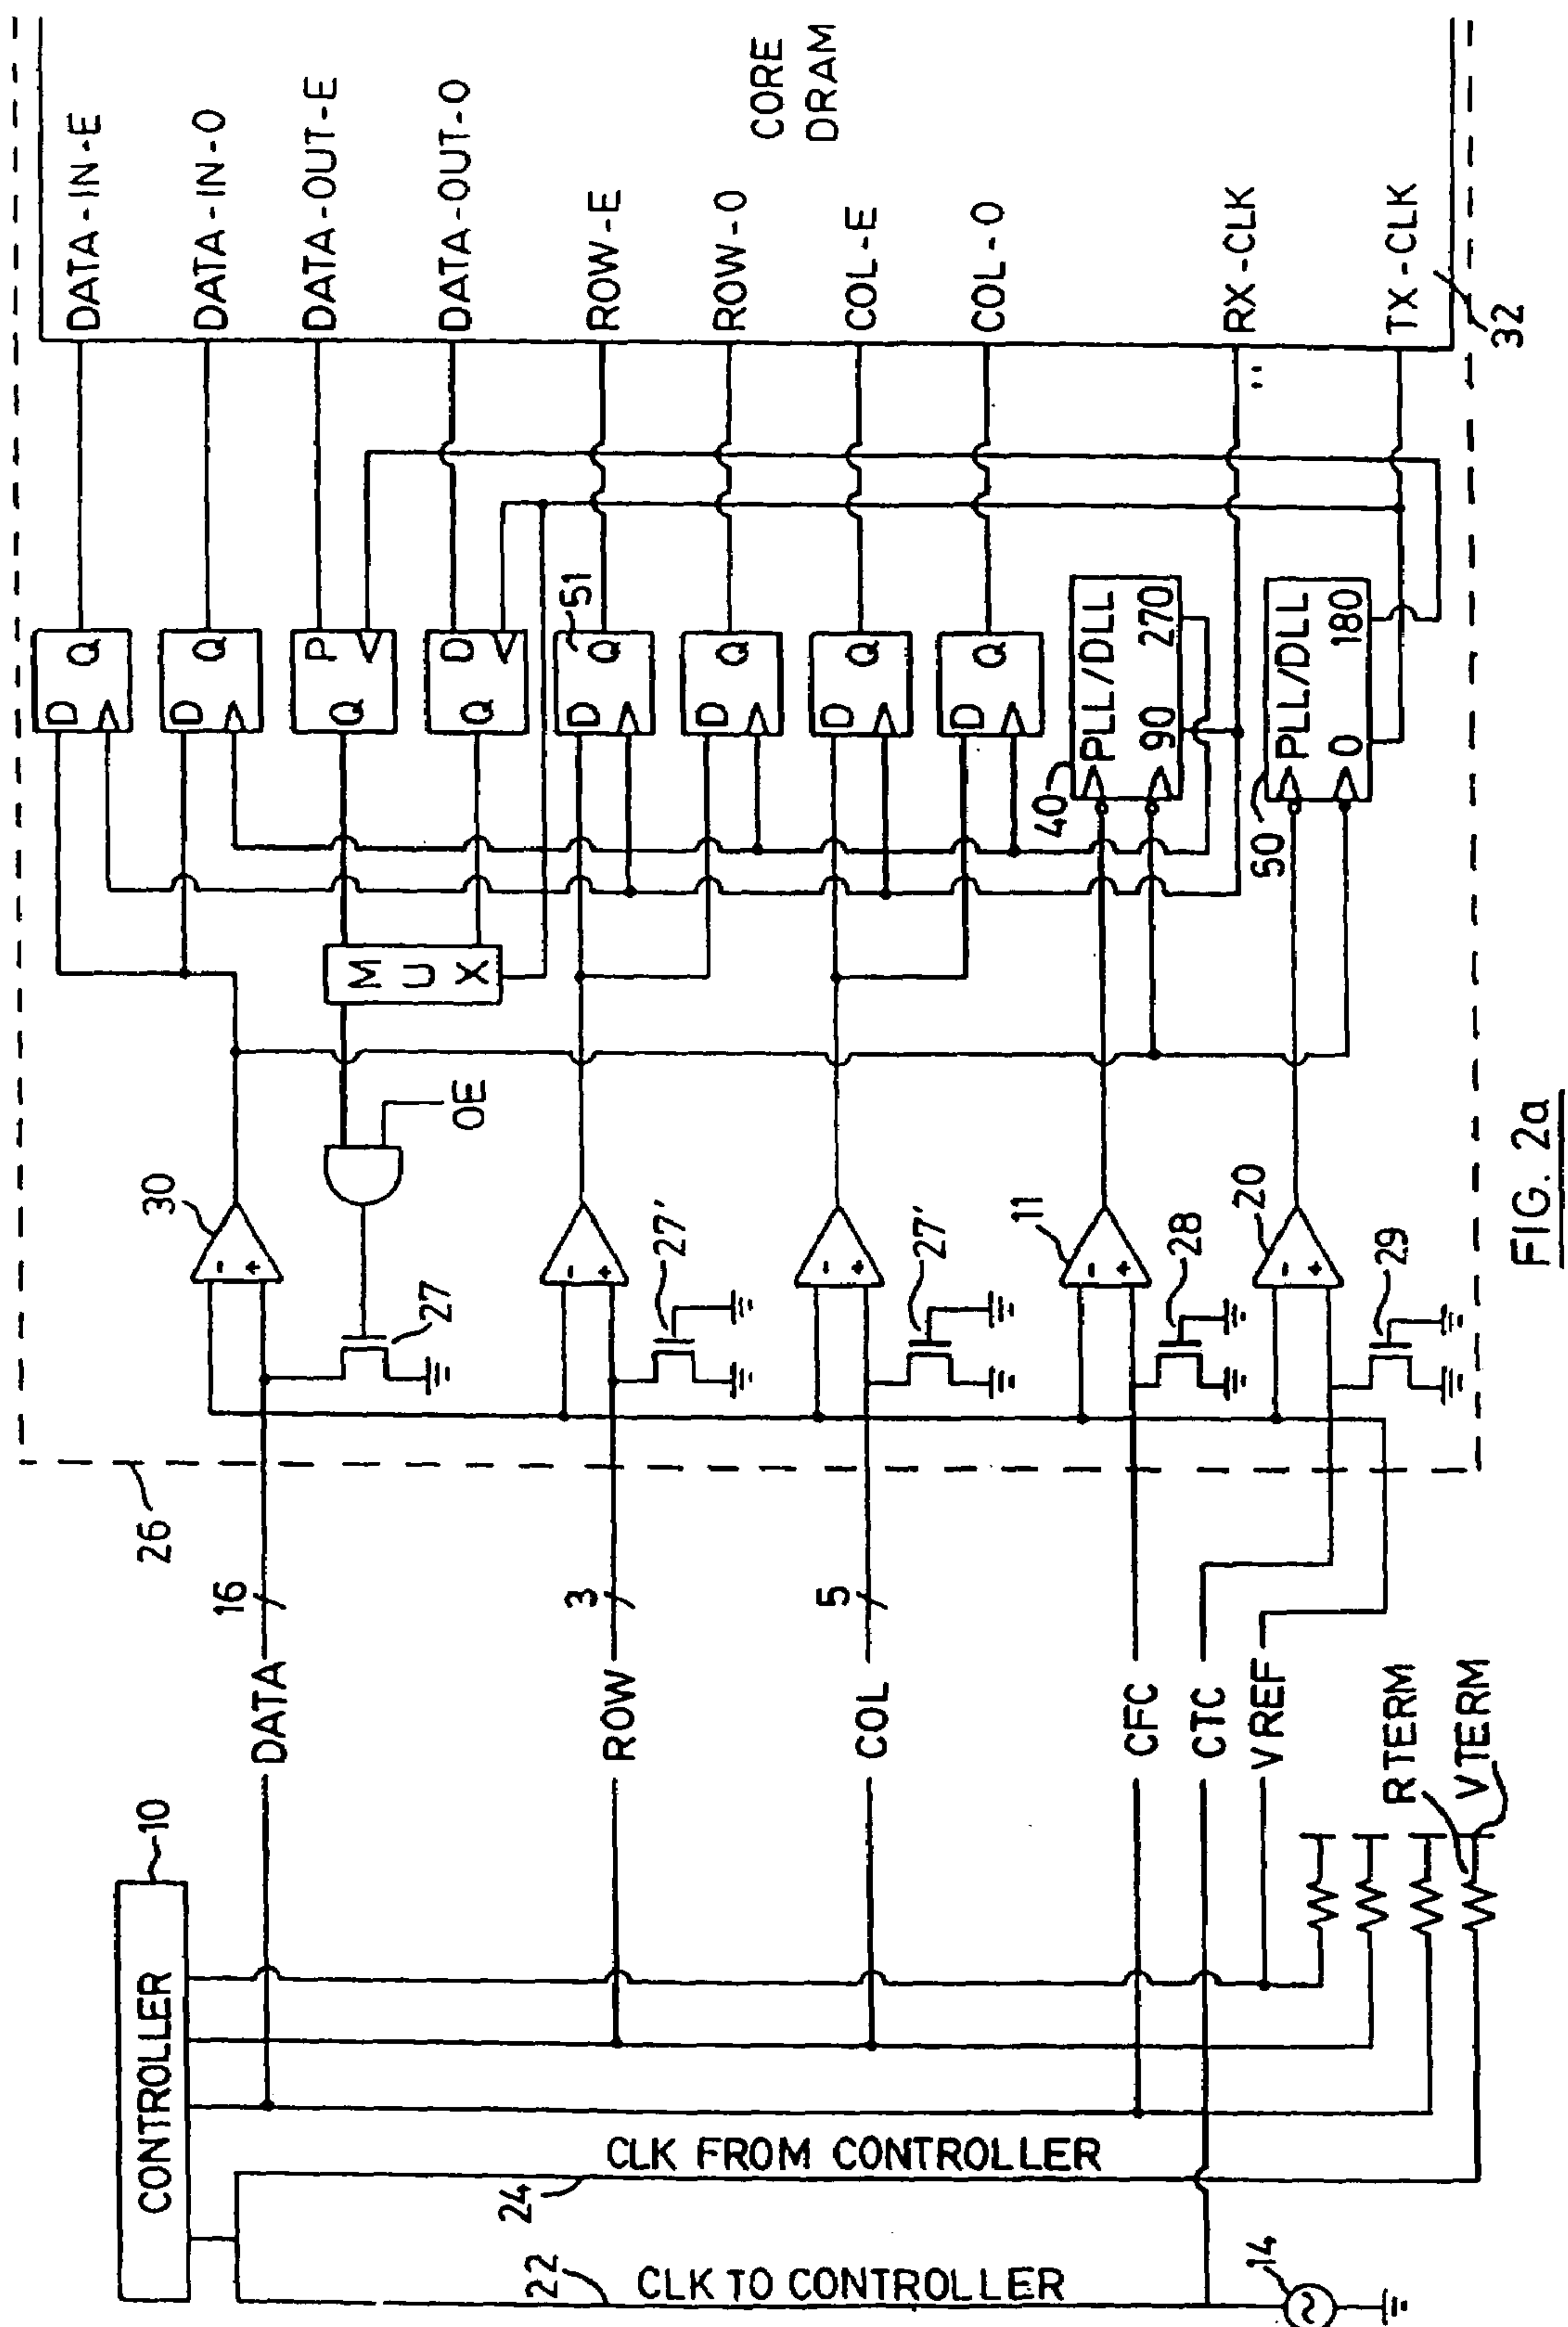 CONTROLLER
10
CLK TO CONTROLLER
22
14
CLK FROM CONTROLLER
24
DATA
16
ROW
3
COL
5
CFC
CTC
VREF
RTERM
VTERM
26
30
- +
27
OE
- +
27'
- +
27'
11
- +
28
20
- +
29
MUX
D Q
D Q
P Q
D Q
D Q
51
D Q
D Q
D Q
40
PLL/DLL
90 270
50
PLL/DLL
0 180
DATA-IN-E
DATA-IN-O
DATA-OUT-E
DATA-OUT-O
ROW-E
ROW-O
COL-E
COL-O
RX-CLK
TX-CLK
CORE
DRAM
32
FIG. 2a